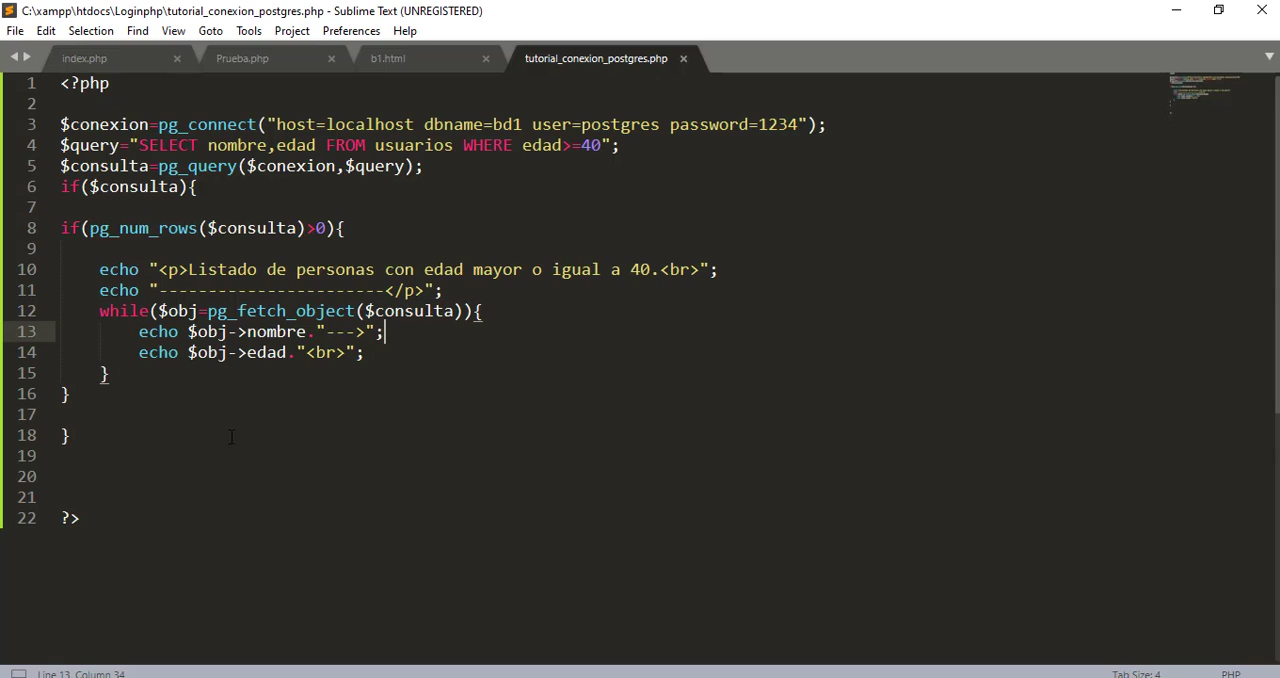 C:\xampp\htdocs\Loginphp\tutorial_conexion_postgres.php - Sublime Text (UNREGISTERED)
File Edit Selection Find View Goto Tools Project Preferences Help
index.php Prueba.php b1.html tutorial_conexion_postgres.php
1 <?php
2
3 $conexion=pg_connect("host=localhost dbname=bd1 user=postgres password=1234");
4 $query="SELECT nombre,edad FROM usuarios WHERE edad>=40";
5 $consulta=pg_query($conexion,$query);
6 if($consulta){
7
8 if(pg_num_rows($consulta)>0){
9
10 echo "<p>Listado de personas con edad mayor o igual a 40.<br>";
11 echo "-----------------------</p>";
12 while($obj=pg_fetch_object($consulta)){
13 echo $obj->nombre."--->";
14 echo $obj->edad."<br>";
15 }
16 }
17
18 }
19
20
21
22 ?>
Line 13, Column 34 Tab Size: 4 PHP